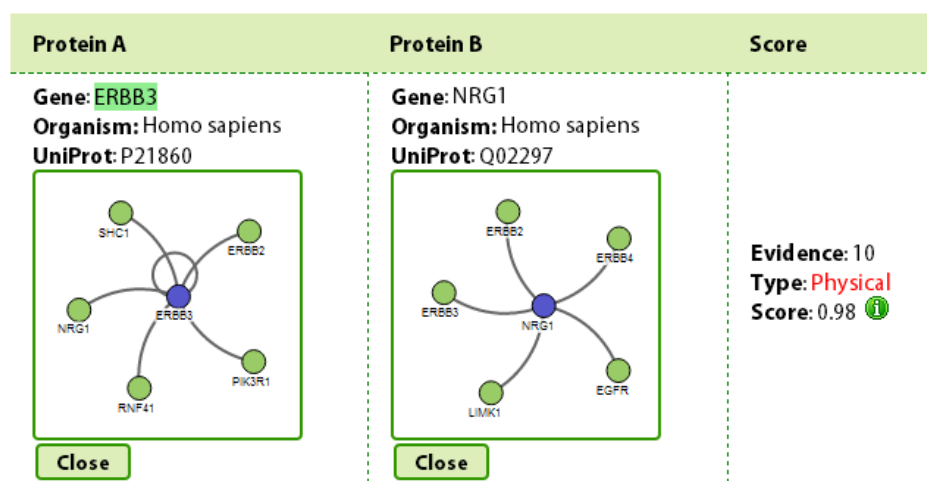 Protein A
Protein B
Score
Gene: ERBB3
Organism: Homo sapiens
UniProt: P21860
SHC1
ERBB2
ERBB3
NRG1
PIK3R1
RNF41
Close
Gene: NRG1
Organism: Homo sapiens
UniProt: Q02297
ERBB2
ERBB4
ERBB3
NRG1
EGFR
LIMK1
Close
Evidence: 10
Type: Physical
Score: 0.98 i